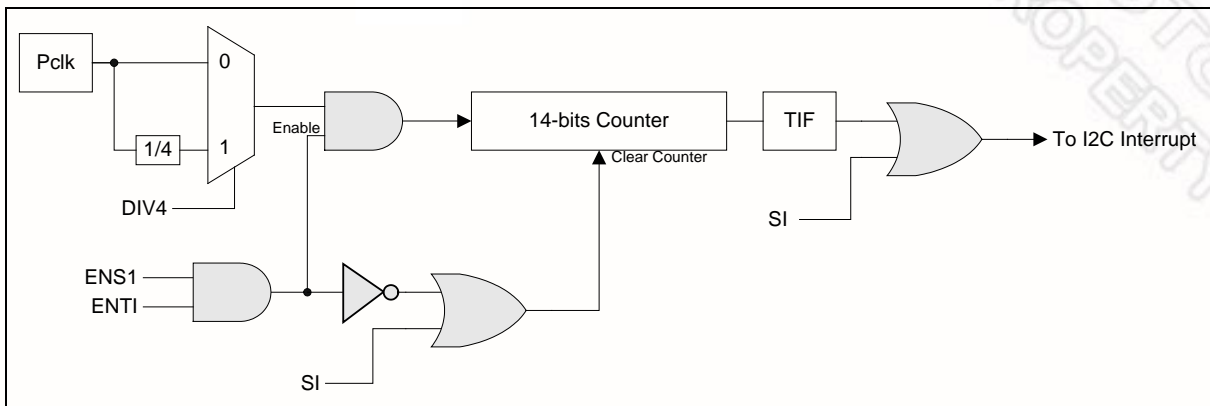 Pclk
0
1
1/4
DIV4
Enable
14-bits Counter
Clear Counter
TIF
SI
To I2C Interrupt
ENS1
ENTI
SI